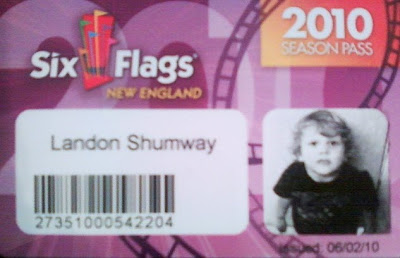 Six Flags
NEW ENGLAND
2010
SEASON PASS
Landon Shumway
27351000542204
Issued: 06/02/10